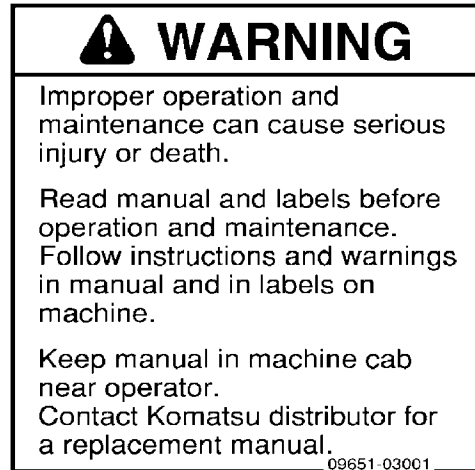 WARNING
Improper operation and
maintenance can cause serious
injury or death.
Read manual and labels before
operation and maintenance.
Follow instructions and warnings
in manual and in labels on
machine.
Keep manual in machine cab
near operator.
Contact Komatsu distributor for
a replacement manual.
09651-03001